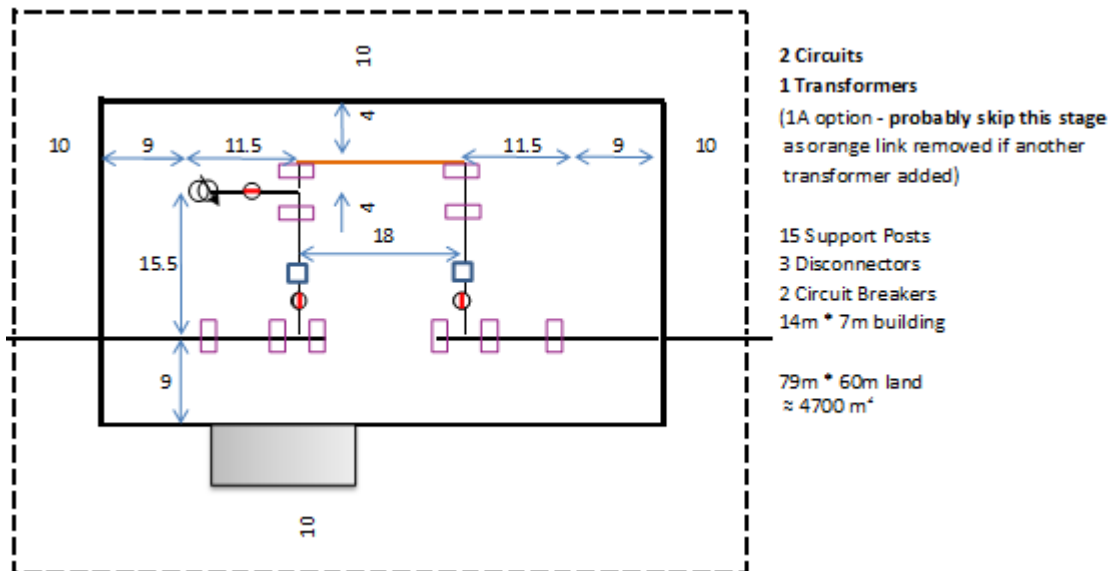 10
2 Circuits
1 Transformers
(1A option - probably skip this stage
as orange link removed if another
transformer added)
4
10
9
11.5
11.5
9
10
4
18
15.5
15 Support Posts
3 Disconnectors
2 Circuit Breakers
14m * 7m building
9
79m * 60m land
≈ 4700 m²
10